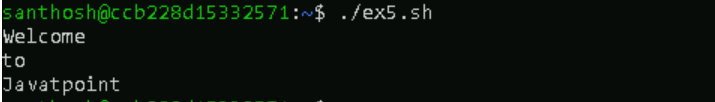 santhosh@ccb228d15332571:~$ ./ex5.sh
Welcome
to
Javatpoint